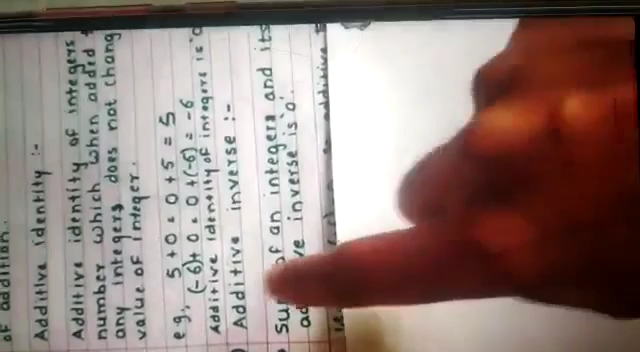 of addition.
Additive identity :-
Additive identity of integers
number which when added
any integers does not chang
value of integer.
eg, 5 + 0 = 0 + 5 = 5
(-6) + 0 = 0 + (-6) = -6
Additive identity of integers is '0
Additive inverse :-
of an integers and its
ve inverse is '0'.